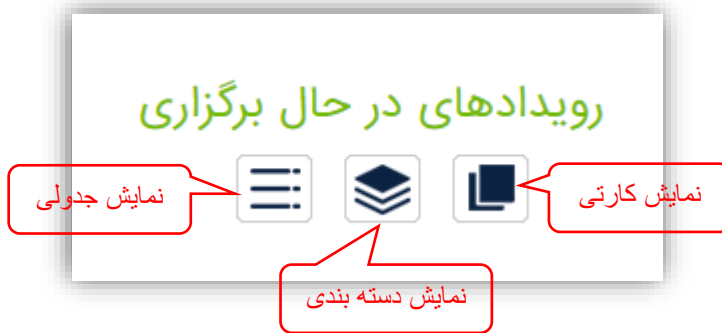 رویدادهای در حال برگزاری
نمایش کارتی
نمایش جدولی
نمایش دسته بندی